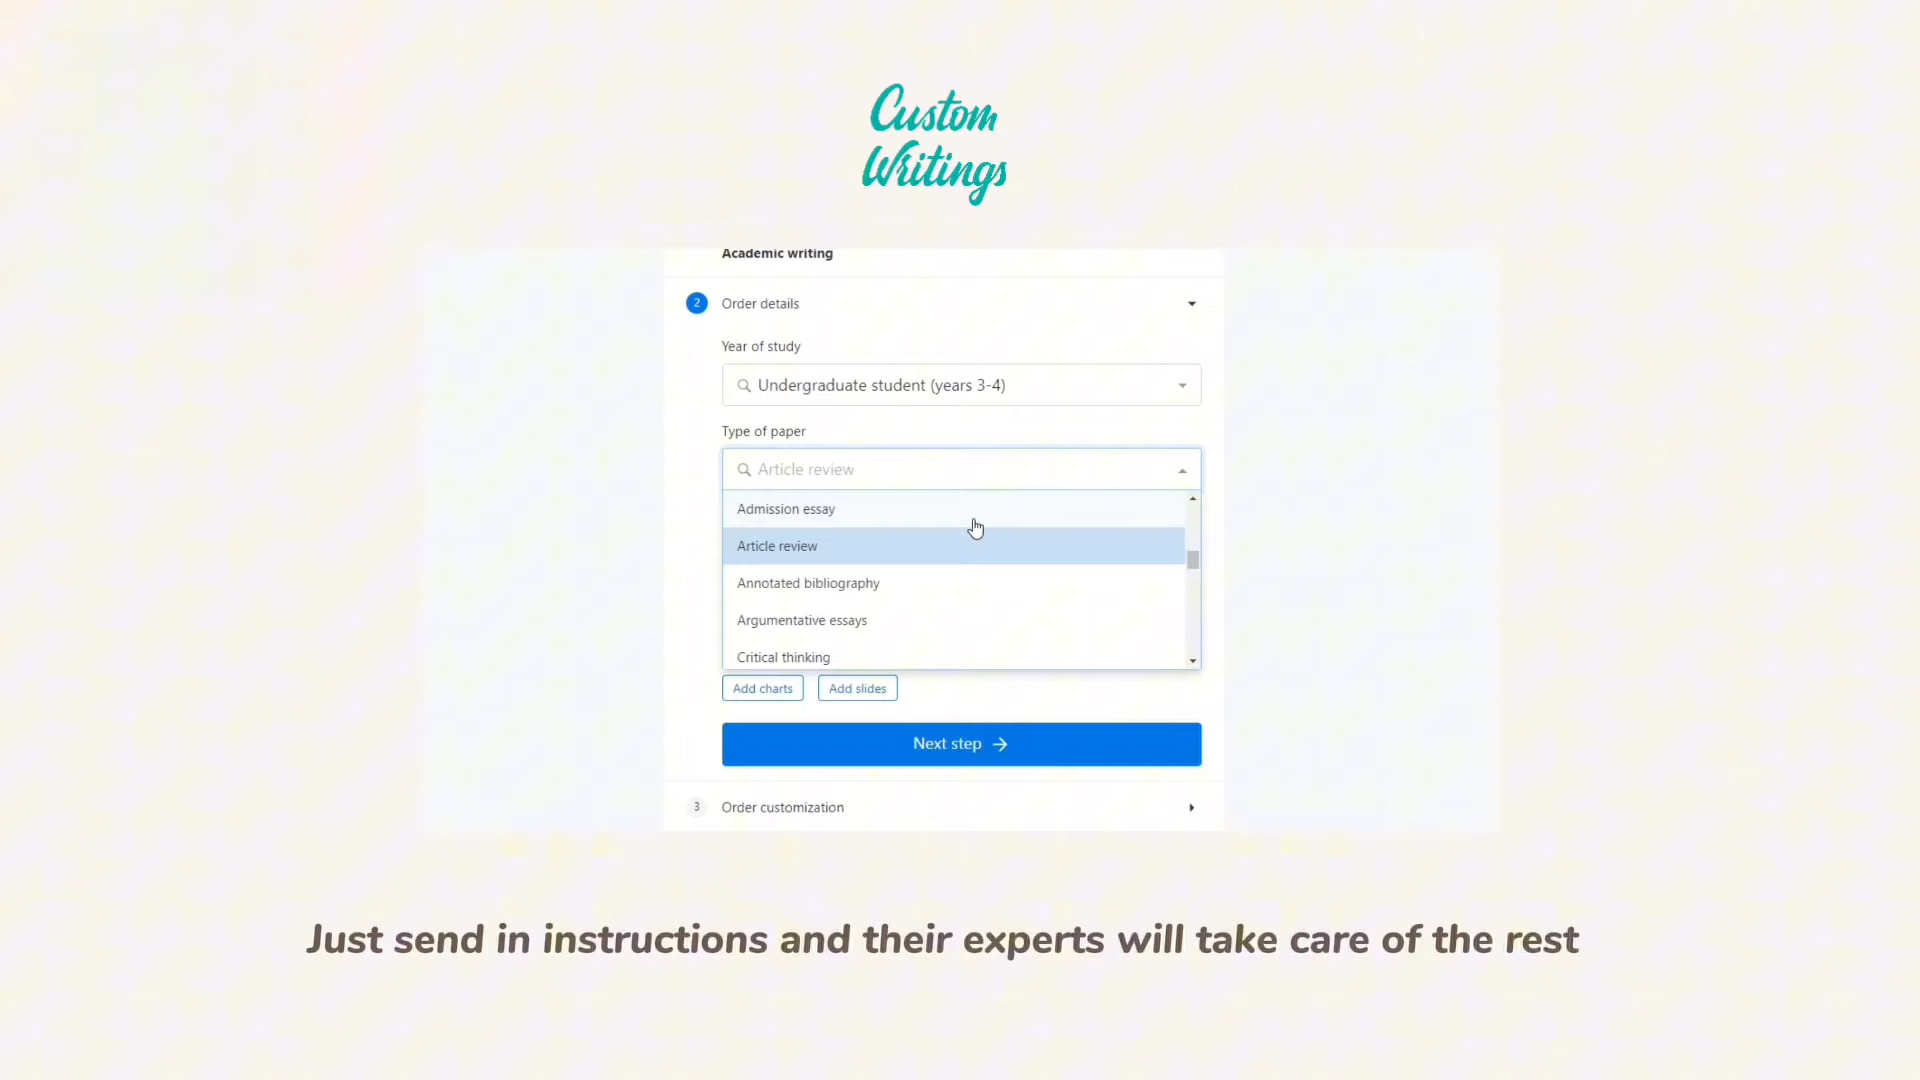 Custom
Writings
Academic writing
2 Order details
Year of study
Undergraduate student (years 3-4)
Type of paper
Article review
Admission essay
Article review
Annotated bibliography
Argumentative essays
Critical thinking
Add charts Add slides
Next step
3 Order customization
Just send in instructions and their experts will take care of the rest